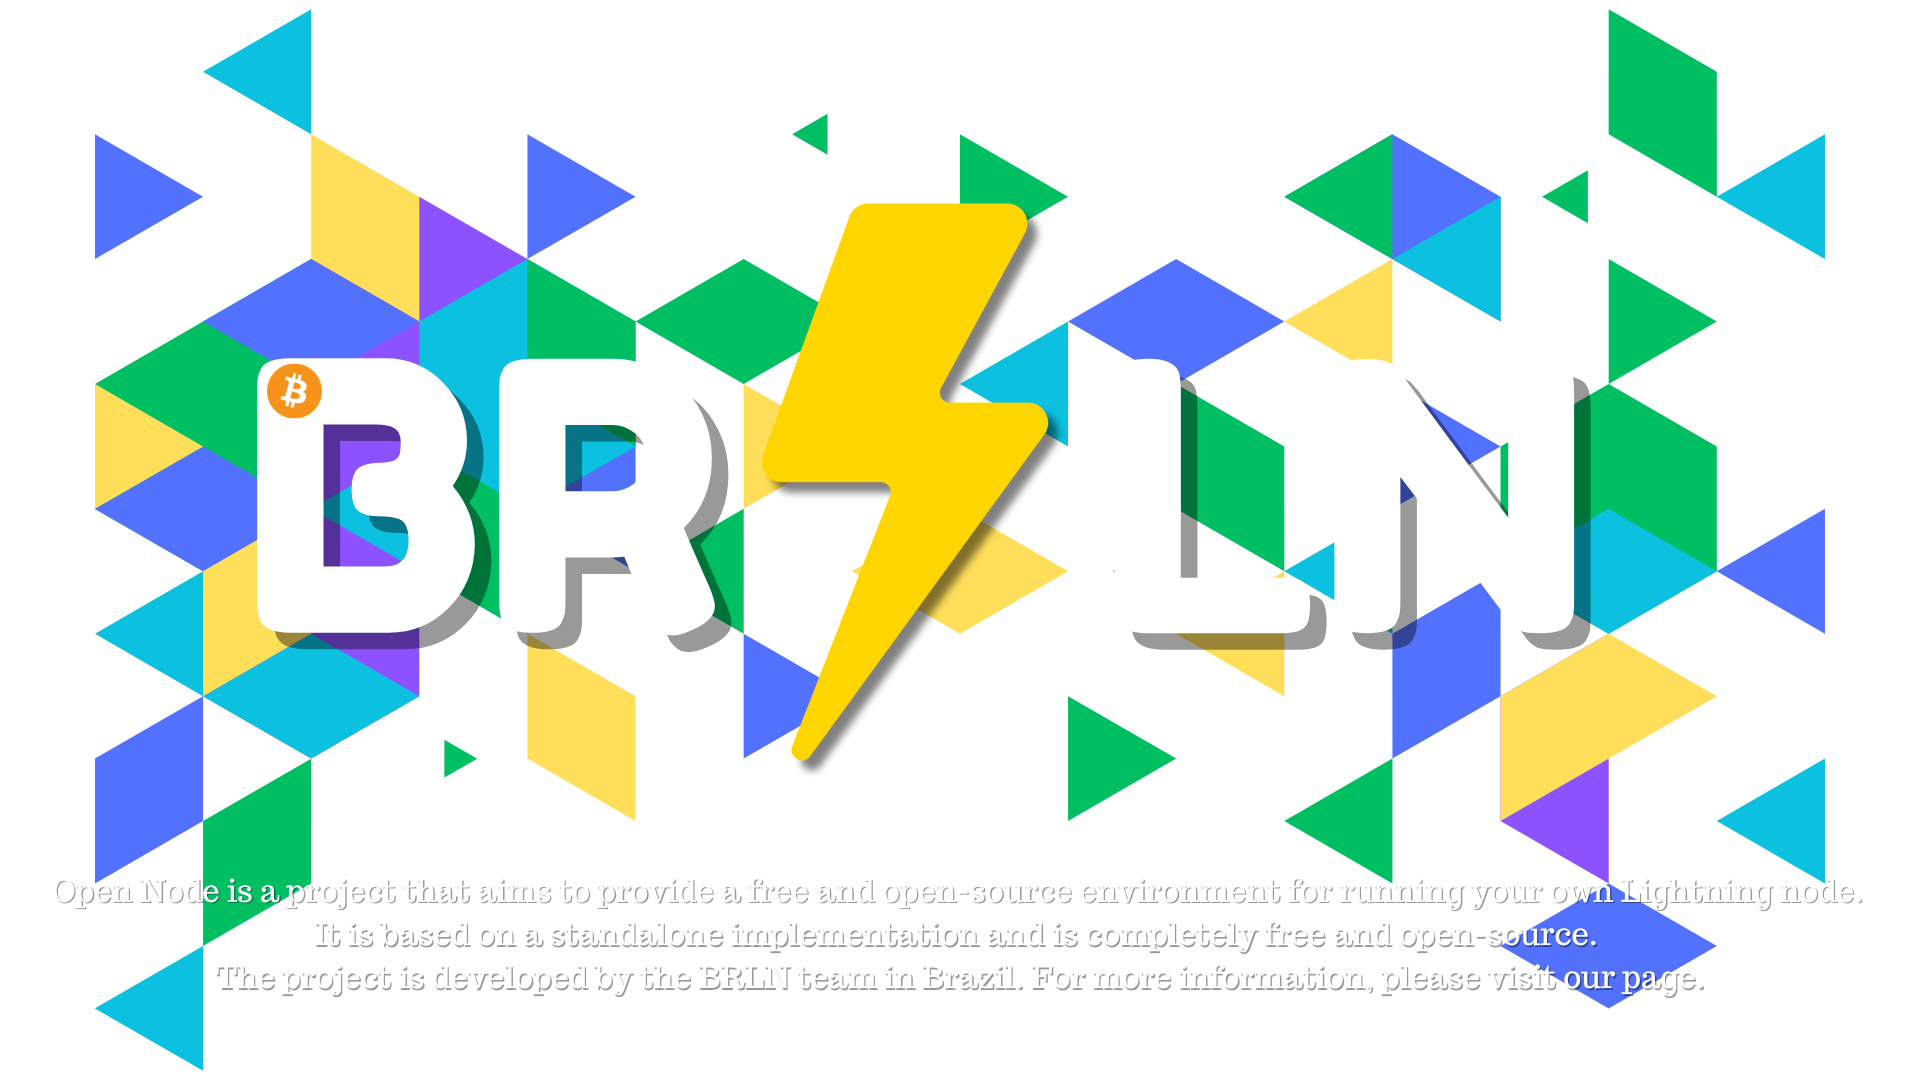 BRLN
Open Node is a project that aims to provide a free and open-source environment for running your own Lightning node.
It is based on a standalone implementation and is completely free and open-source.
The project is developed by the BRLN team in Brazil. For more information, please visit our page.